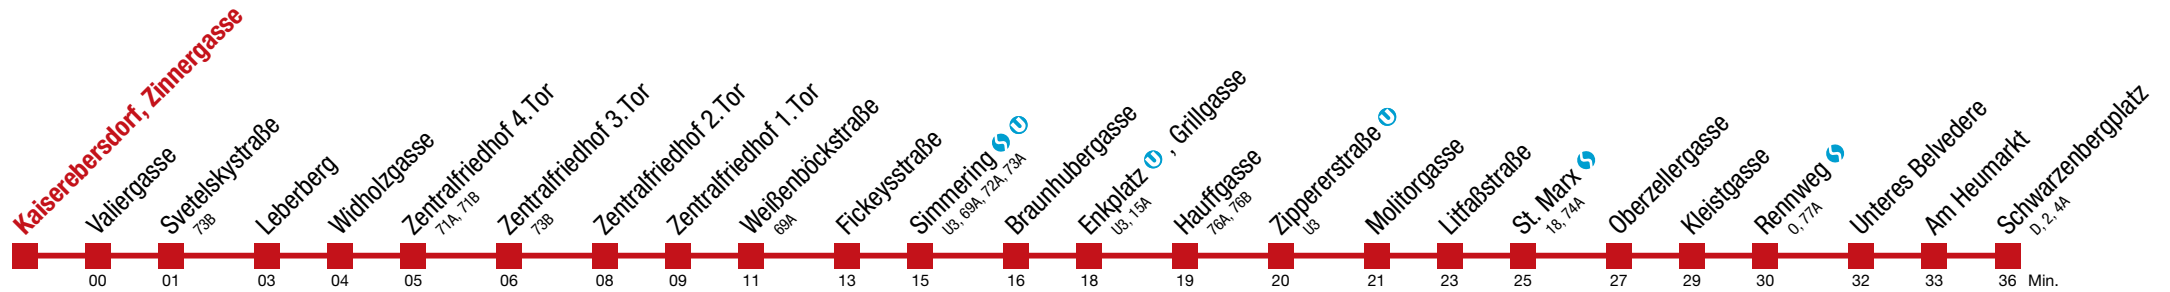 Kaiserebersdorf, Zinnergasse
Valiergasse
Svetelskystraße
73B
Leberberg
Widholzgasse
Zentralfriedhof 4.Tor
71A, 71B
Zentralfriedhof 3.Tor
73B
Zentralfriedhof 2.Tor
Zentralfriedhof 1.Tor
Weißenböckstraße
69A
Fickeysstraße
Simmering S U
U3, 69A, 72A, 73A
Braunhubergasse
Enkplatz U , Grillgasse
U3, 15A
Hauffgasse
76A, 76B
Zippererstraße U
U3
Molitorgasse
Litfaßstraße
St. Marx S
18, 74A
Oberzellergasse
Kleistgasse
Rennweg S
O, 77A
Unteres Belvedere
Am Heumarkt
Schwarzenbergplatz
D, 2, 4A
00 01 03 04 05 06 08 09 11 13 15 16 18 19 20 21 23 25 27 29 30 32 33 36 Min.